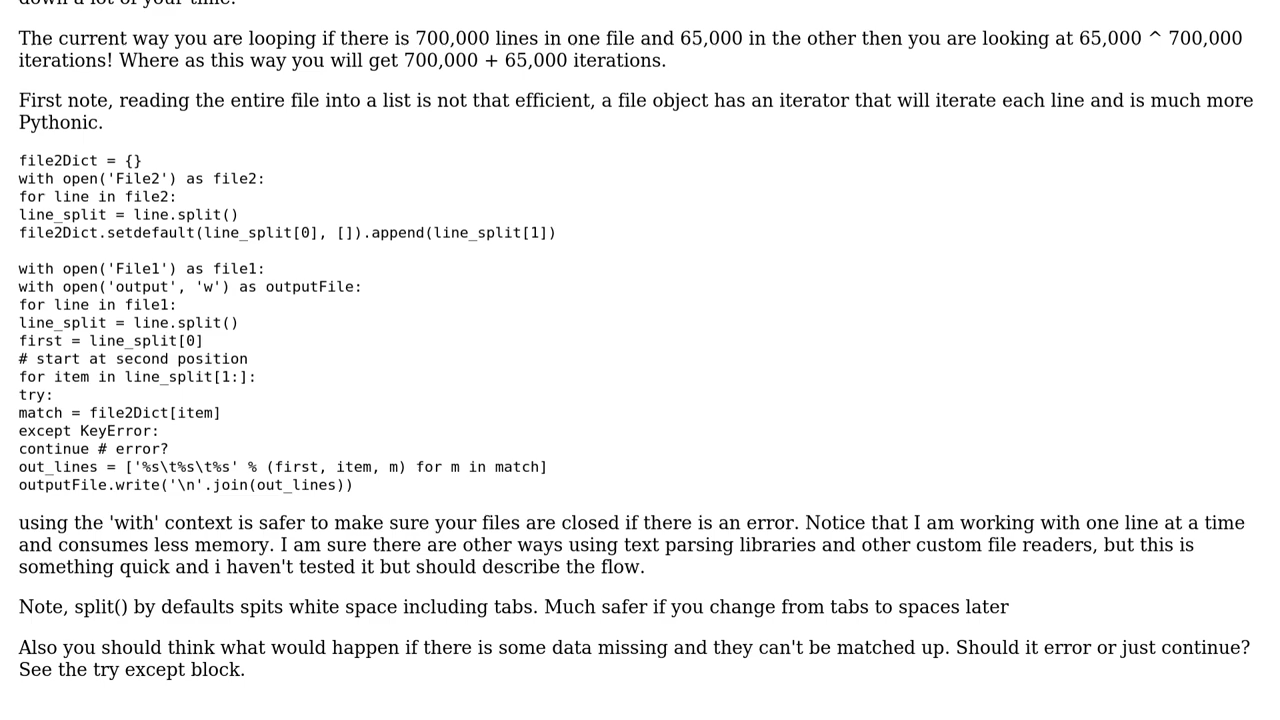 down a lot of your time.
The current way you are looping if there is 700,000 lines in one file and 65,000 in the other then you are looking at 65,000 ^ 700,000
iterations! Where as this way you will get 700,000 + 65,000 iterations.
First note, reading the entire file into a list is not that efficient, a file object has an iterator that will iterate each line and is much more
Pythonic.
file2Dict = {}
with open('File2') as file2:
for line in file2:
line_split = line.split()
file2Dict.setdefault(line_split[0], []).append(line_split[1])
with open('File1') as file1:
with open('output', 'w') as outputFile:
for line in file1:
line_split = line.split()
first = line_split[0]
# start at second position
for item in line_split[1:]:
try:
match = file2Dict[item]
except KeyError:
continue # error?
out_lines = ['%s\t%s\t%s' % (first, item, m) for m in match]
outputFile.write('\n'.join(out_lines))
using the 'with' context is safer to make sure your files are closed if there is an error. Notice that I am working with one line at a time
and consumes less memory. I am sure there are other ways using text parsing libraries and other custom file readers, but this is
something quick and i haven't tested it but should describe the flow.
Note, split() by defaults spits white space including tabs. Much safer if you change from tabs to spaces later
Also you should think what would happen if there is some data missing and they can't be matched up. Should it error or just continue?
See the try except block.